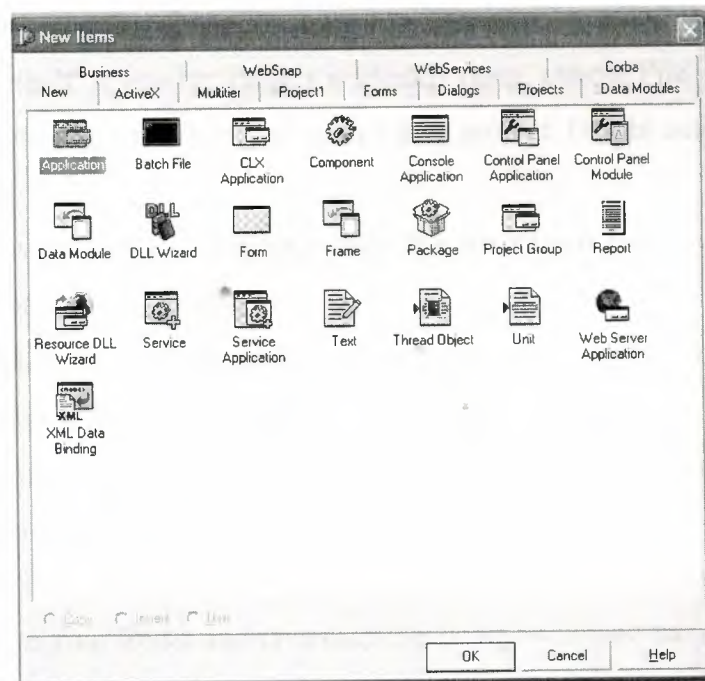 New Items
Business WebSnap WebServices Corba
New ActiveX Multitier Project1 Forms Dialogs Projects Data Modules
Application Batch File CLX Application Component Console Application Control Panel Application Control Panel Module
Data Module DLL Wizard Form Frame Package Project Group Report
Resource DLL Wizard Service Service Application Text Thread Object Unit Web Server Application
XML Data Binding
Copy Inherit Use
OK Cancel Help